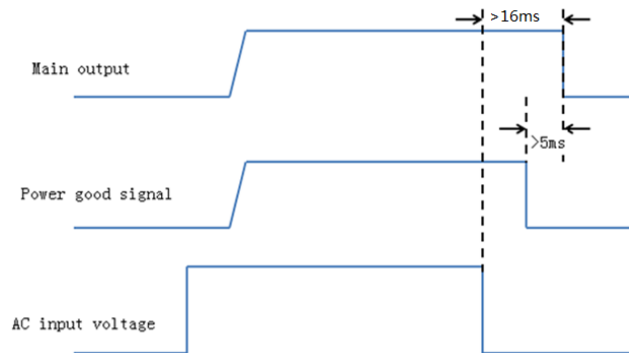 >16ms
Main output
>5ms
Power good signal
AC input voltage